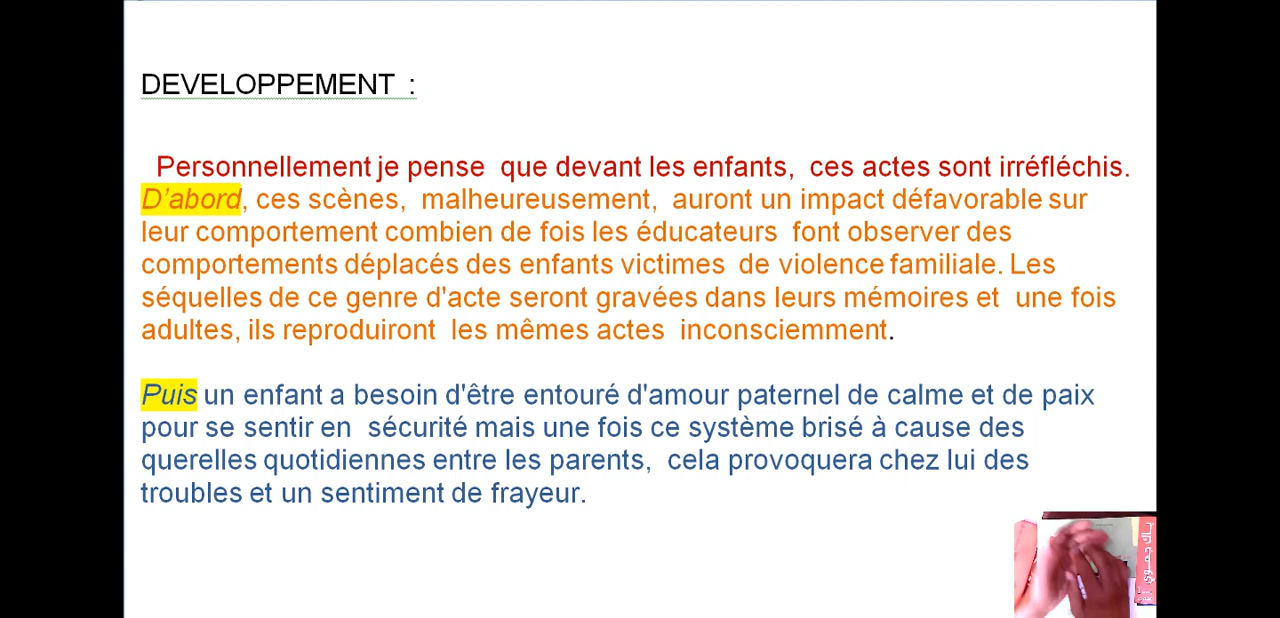 DEVELOPPEMENT :
Personnellement je pense que devant les enfants, ces actes sont irréfléchis.
D'abord, ces scènes, malheureusement, auront un impact défavorable sur
leur comportement combien de fois les éducateurs font observer des
comportements déplacés des enfants victimes de violence familiale. Les
séquelles de ce genre d'acte seront gravées dans leurs mémoires et une fois
adultes, ils reproduiront les mêmes actes inconsciemment.
Puis un enfant a besoin d'être entouré d'amour paternel de calme et de paix
pour se sentir en sécurité mais une fois ce système brisé à cause des
querelles quotidiennes entre les parents, cela provoquera chez lui des
troubles et un sentiment de frayeur.
باك جهوي